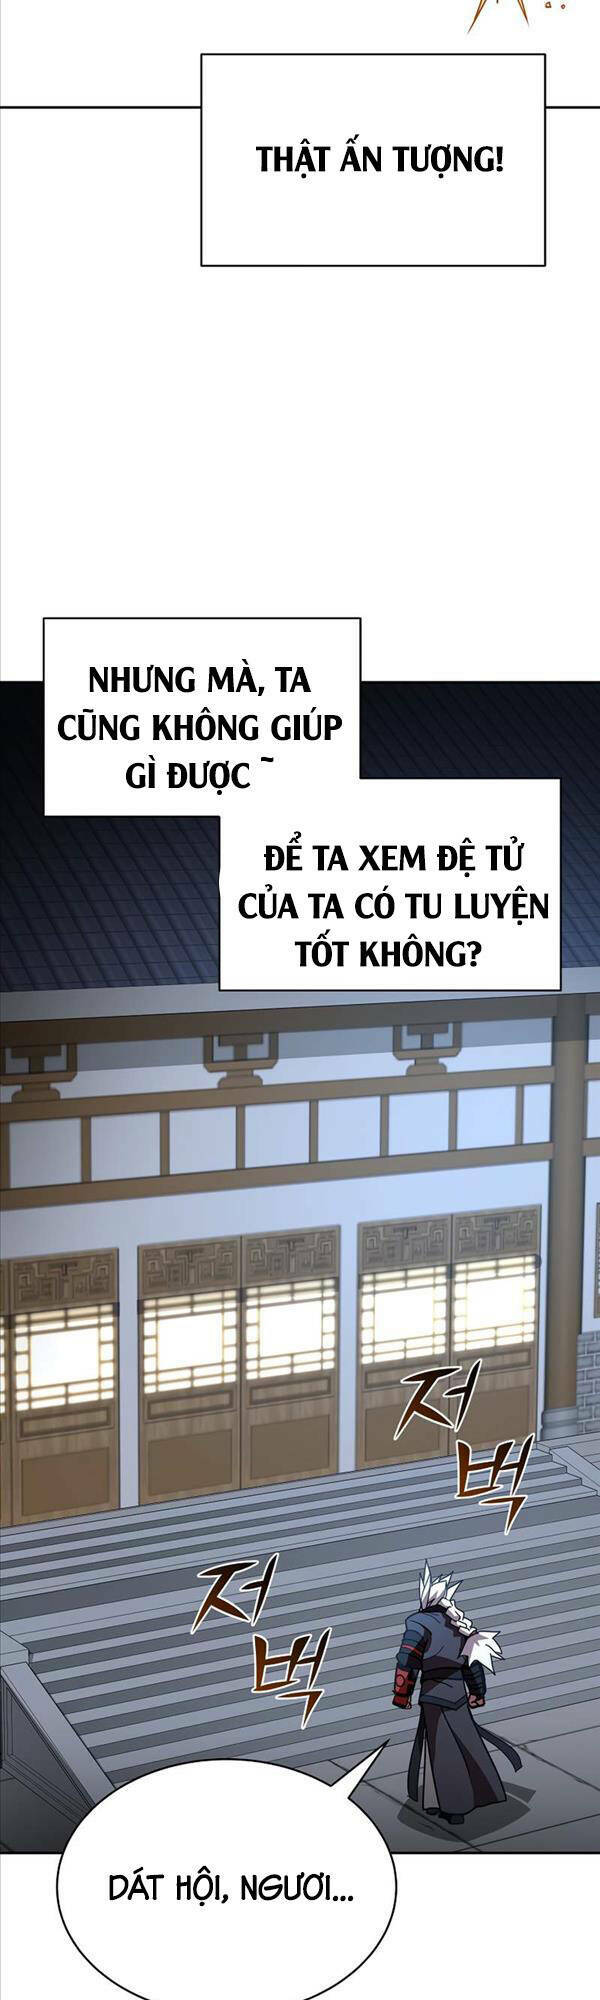 THẬT ẤN TƯỢNG!
NHƯNG MÀ, TA
CŨNG KHÔNG GIÚP
GÌ ĐƯỢC ~
ĐỂ TA XEM ĐỆ TỬ
CỦA TA CÓ TU LUYỆN
TỐT KHÔNG?
저
벅
저
벅
DÁT HỘI, NGƯƠI...